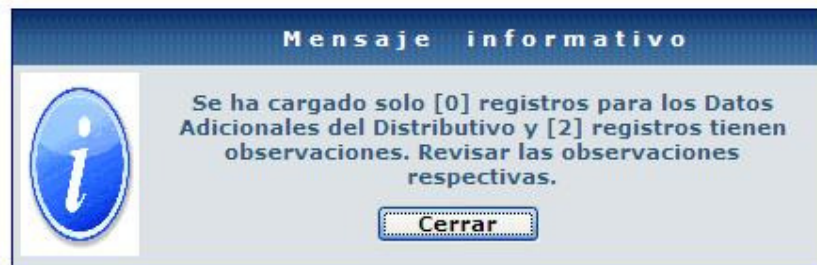 Mensaje informativo
Se ha cargado solo [0] registros para los Datos
Adicionales del Distributivo y [2] registros tienen
observaciones. Revisar las observaciones
respectivas.
Cerrar